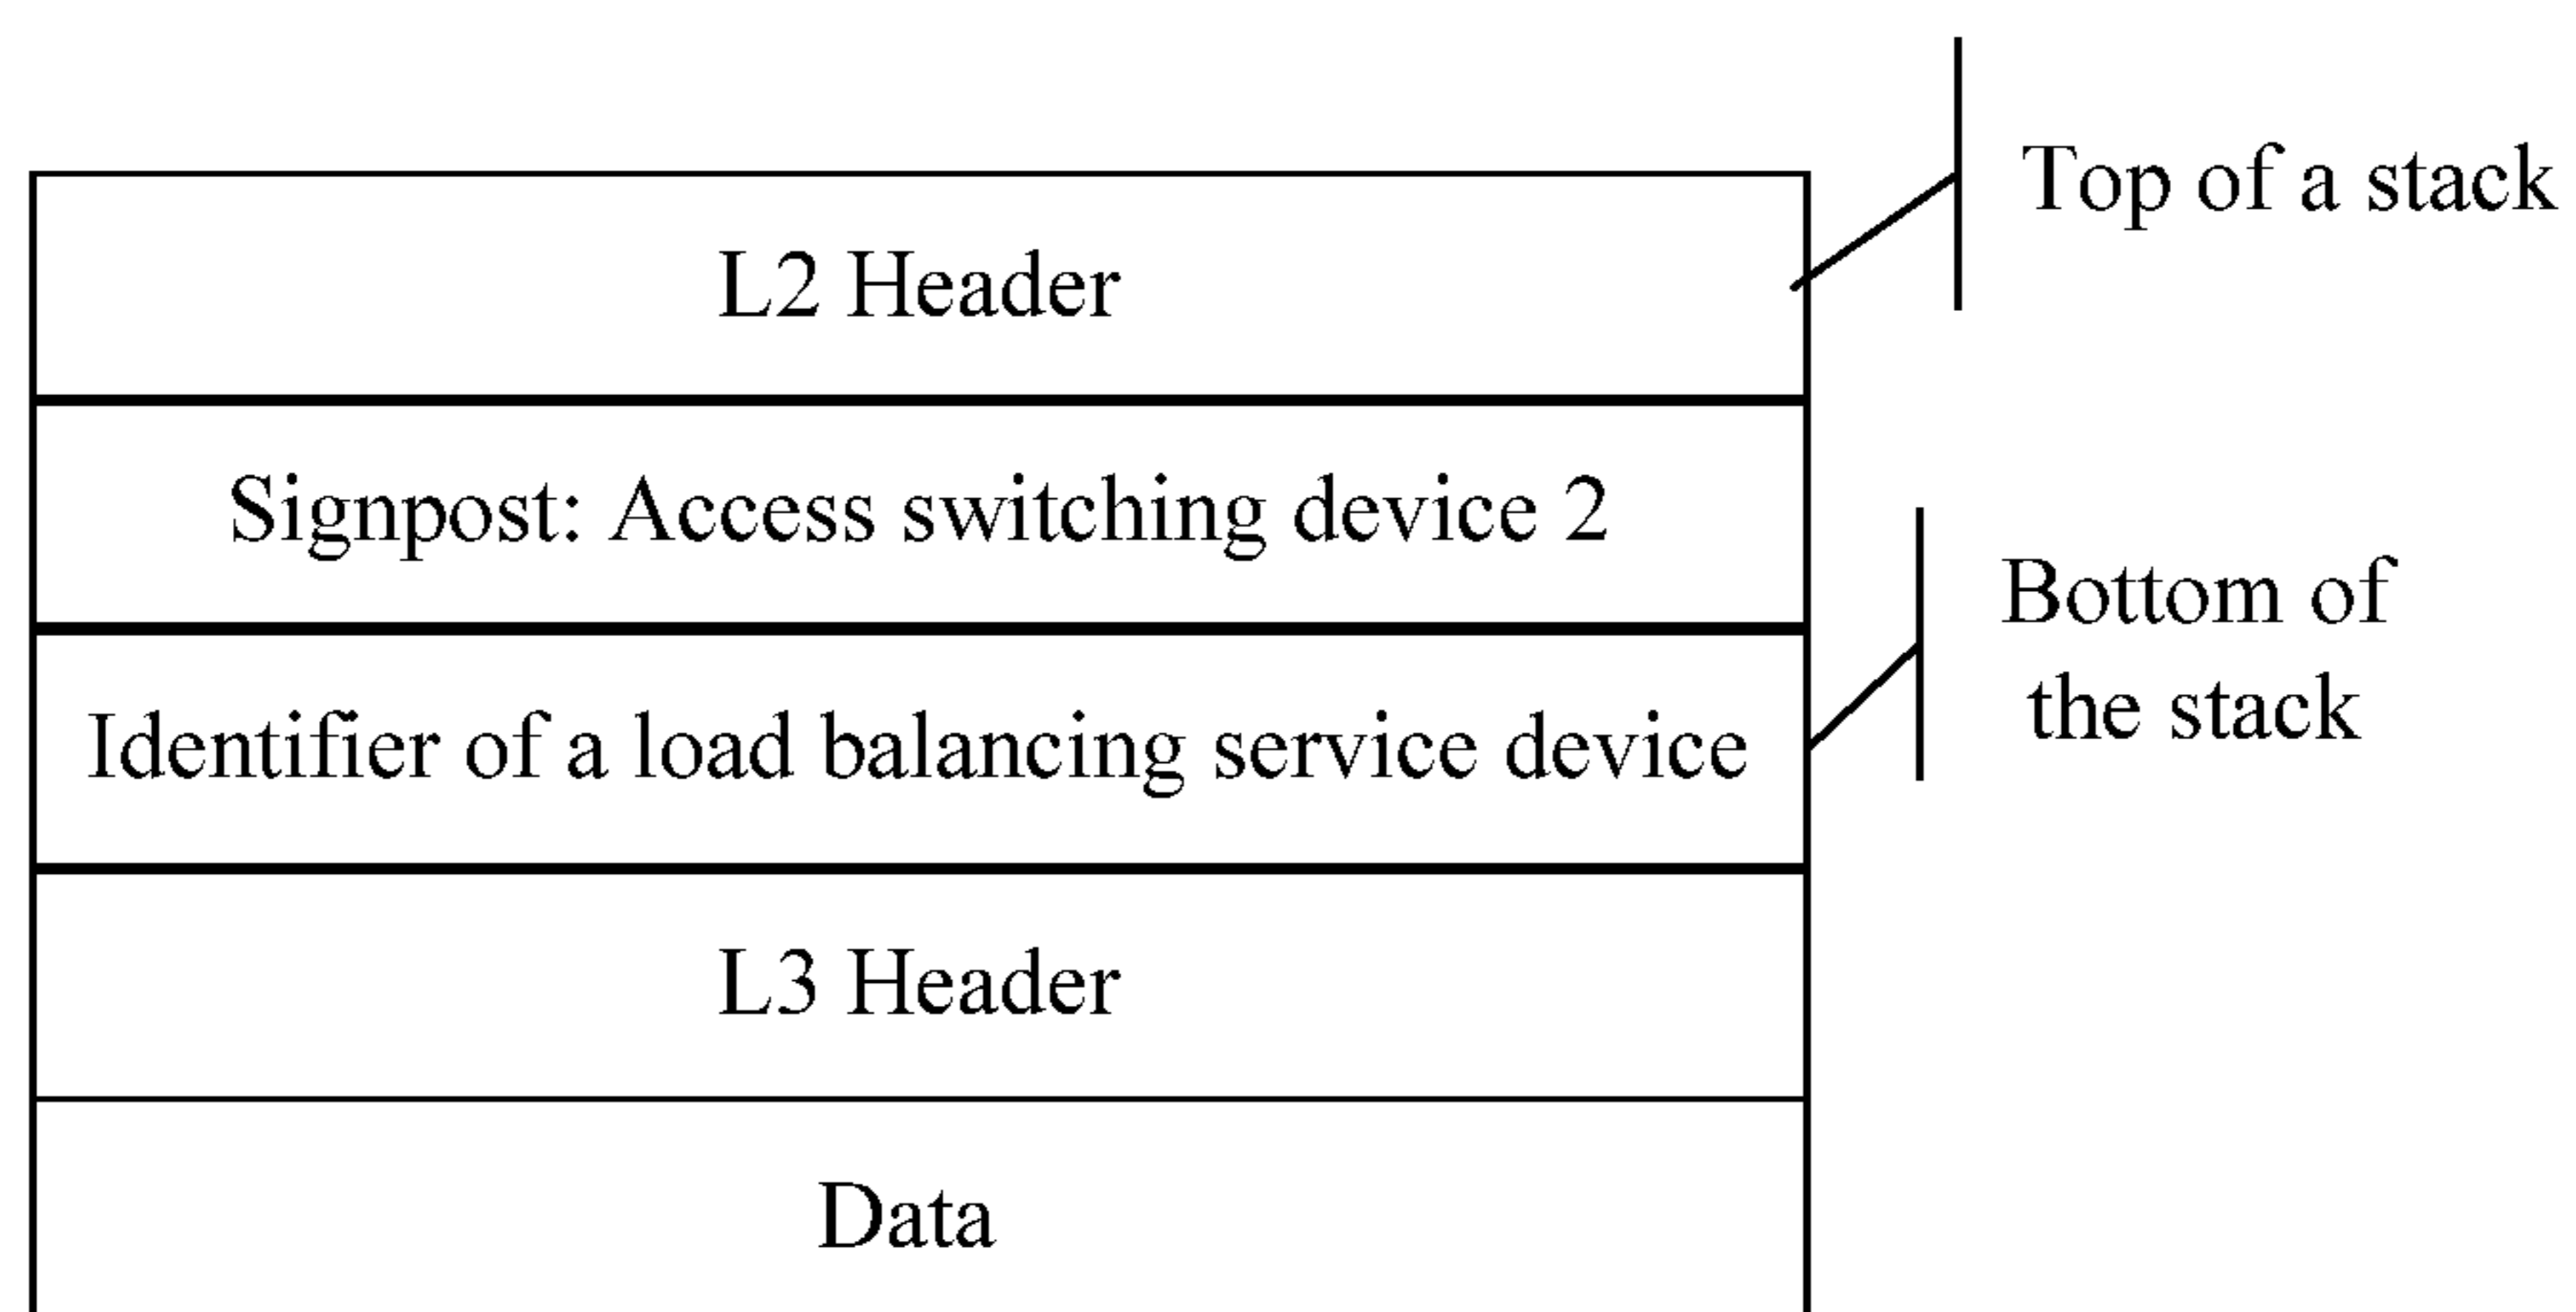 Top of a stack
L2 Header
Signpost: Access switching device 2
Bottom of
the stack
Identifier of a load balancing service device
L3 Header
Data